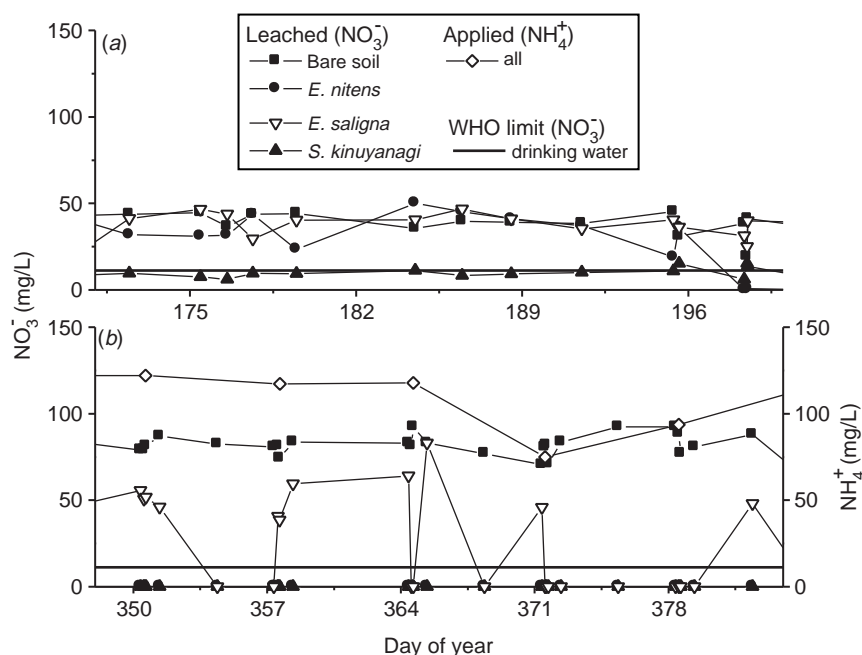 150
(a)
Leached (NO₃⁻)
Bare soil
E. nitens
E. saligna
S. kinuyanagi
Applied (NH₄⁺)
all
WHO limit (NO₃⁻)
drinking water
100
50
0
175
182
189
196
NO₃⁻ (mg/L)
150
(b)
150
100
100
50
50
0
0
NH₄⁺ (mg/L)
350
357
364
371
378
Day of year